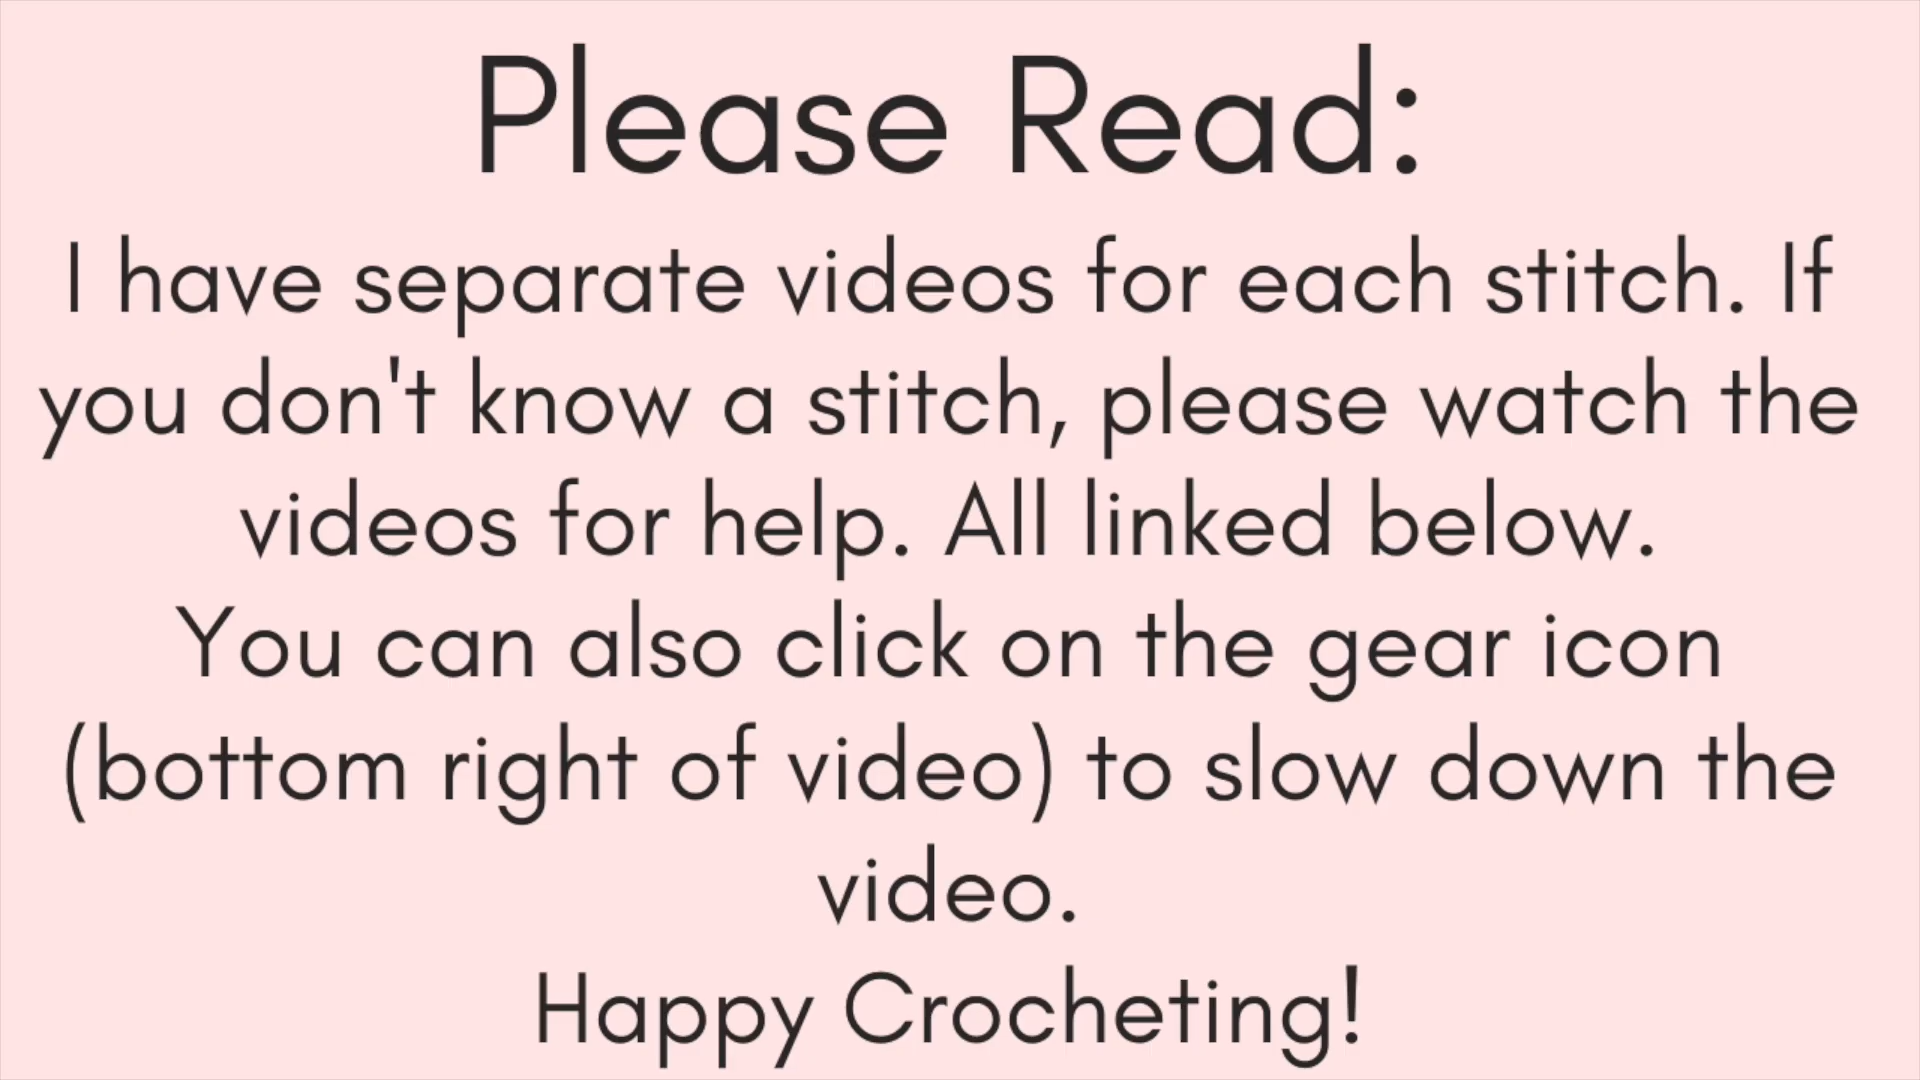 Please Read:
I have separate videos for each stitch. If
you don't know a stitch, please watch the
videos for help. All linked below.
You can also click on the gear icon
(bottom right of video) to slow down the
video.
Happy Crocheting!